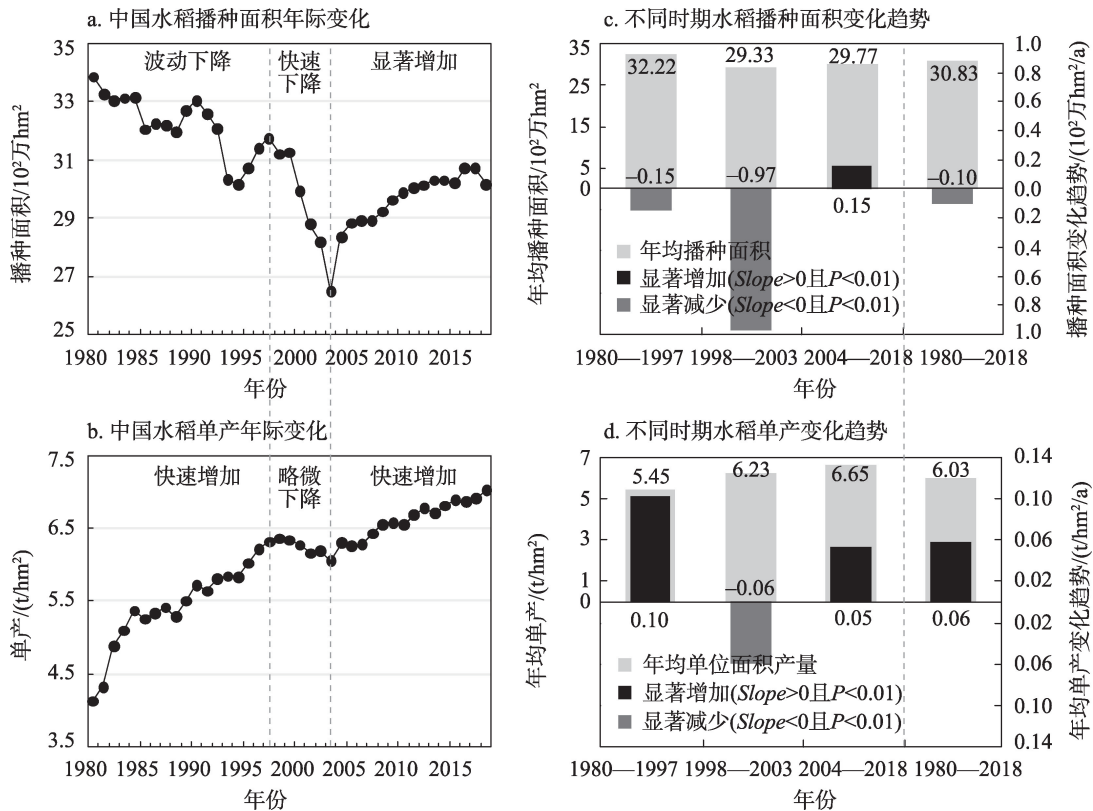 a. 中国水稻播种面积年际变化
35
33
31
29
27
25
播种面积/10²万hm²
波动下降
快速
下降
显著增加
1980 1985 1990 1995 2000 2005 2010 2015
年份
c. 不同时期水稻播种面积变化趋势
35
25
15
5
0
年均播种面积/10²万hm²
32.22 29.33 29.77 30.83
−0.15 −0.97 0.15 −0.10
年均播种面积
显著增加(Slope>0且P<0.01)
显著减少(Slope<0且P<0.01)
1.0
0.8
0.6
0.4
0.2
0.0
0.2
0.4
0.6
0.8
1.0
播种面积变化趋势/(10²万hm²/a)
1980—1997 1998—2003 2004—2018 1980—2018
年份
b. 中国水稻单产年际变化
7.5
6.5
5.5
4.5
3.5
单产/(t/hm²)
快速增加
略微
下降
快速增加
1980 1985 1990 1995 2000 2005 2010 2015
年份
d. 不同时期水稻单产变化趋势
7
5
3
1
0
年均单产/(t/hm²)
5.45 6.23 6.65 6.03
0.10 −0.06 0.05 0.06
年均单位面积产量
显著增加(Slope>0且P<0.01)
显著减少(Slope<0且P<0.01)
0.14
0.10
0.06
0.02
0.02
0.06
0.10
0.14
年均单产变化趋势/(t/hm²/a)
1980—1997 1998—2003 2004—2018 1980—2018
年份